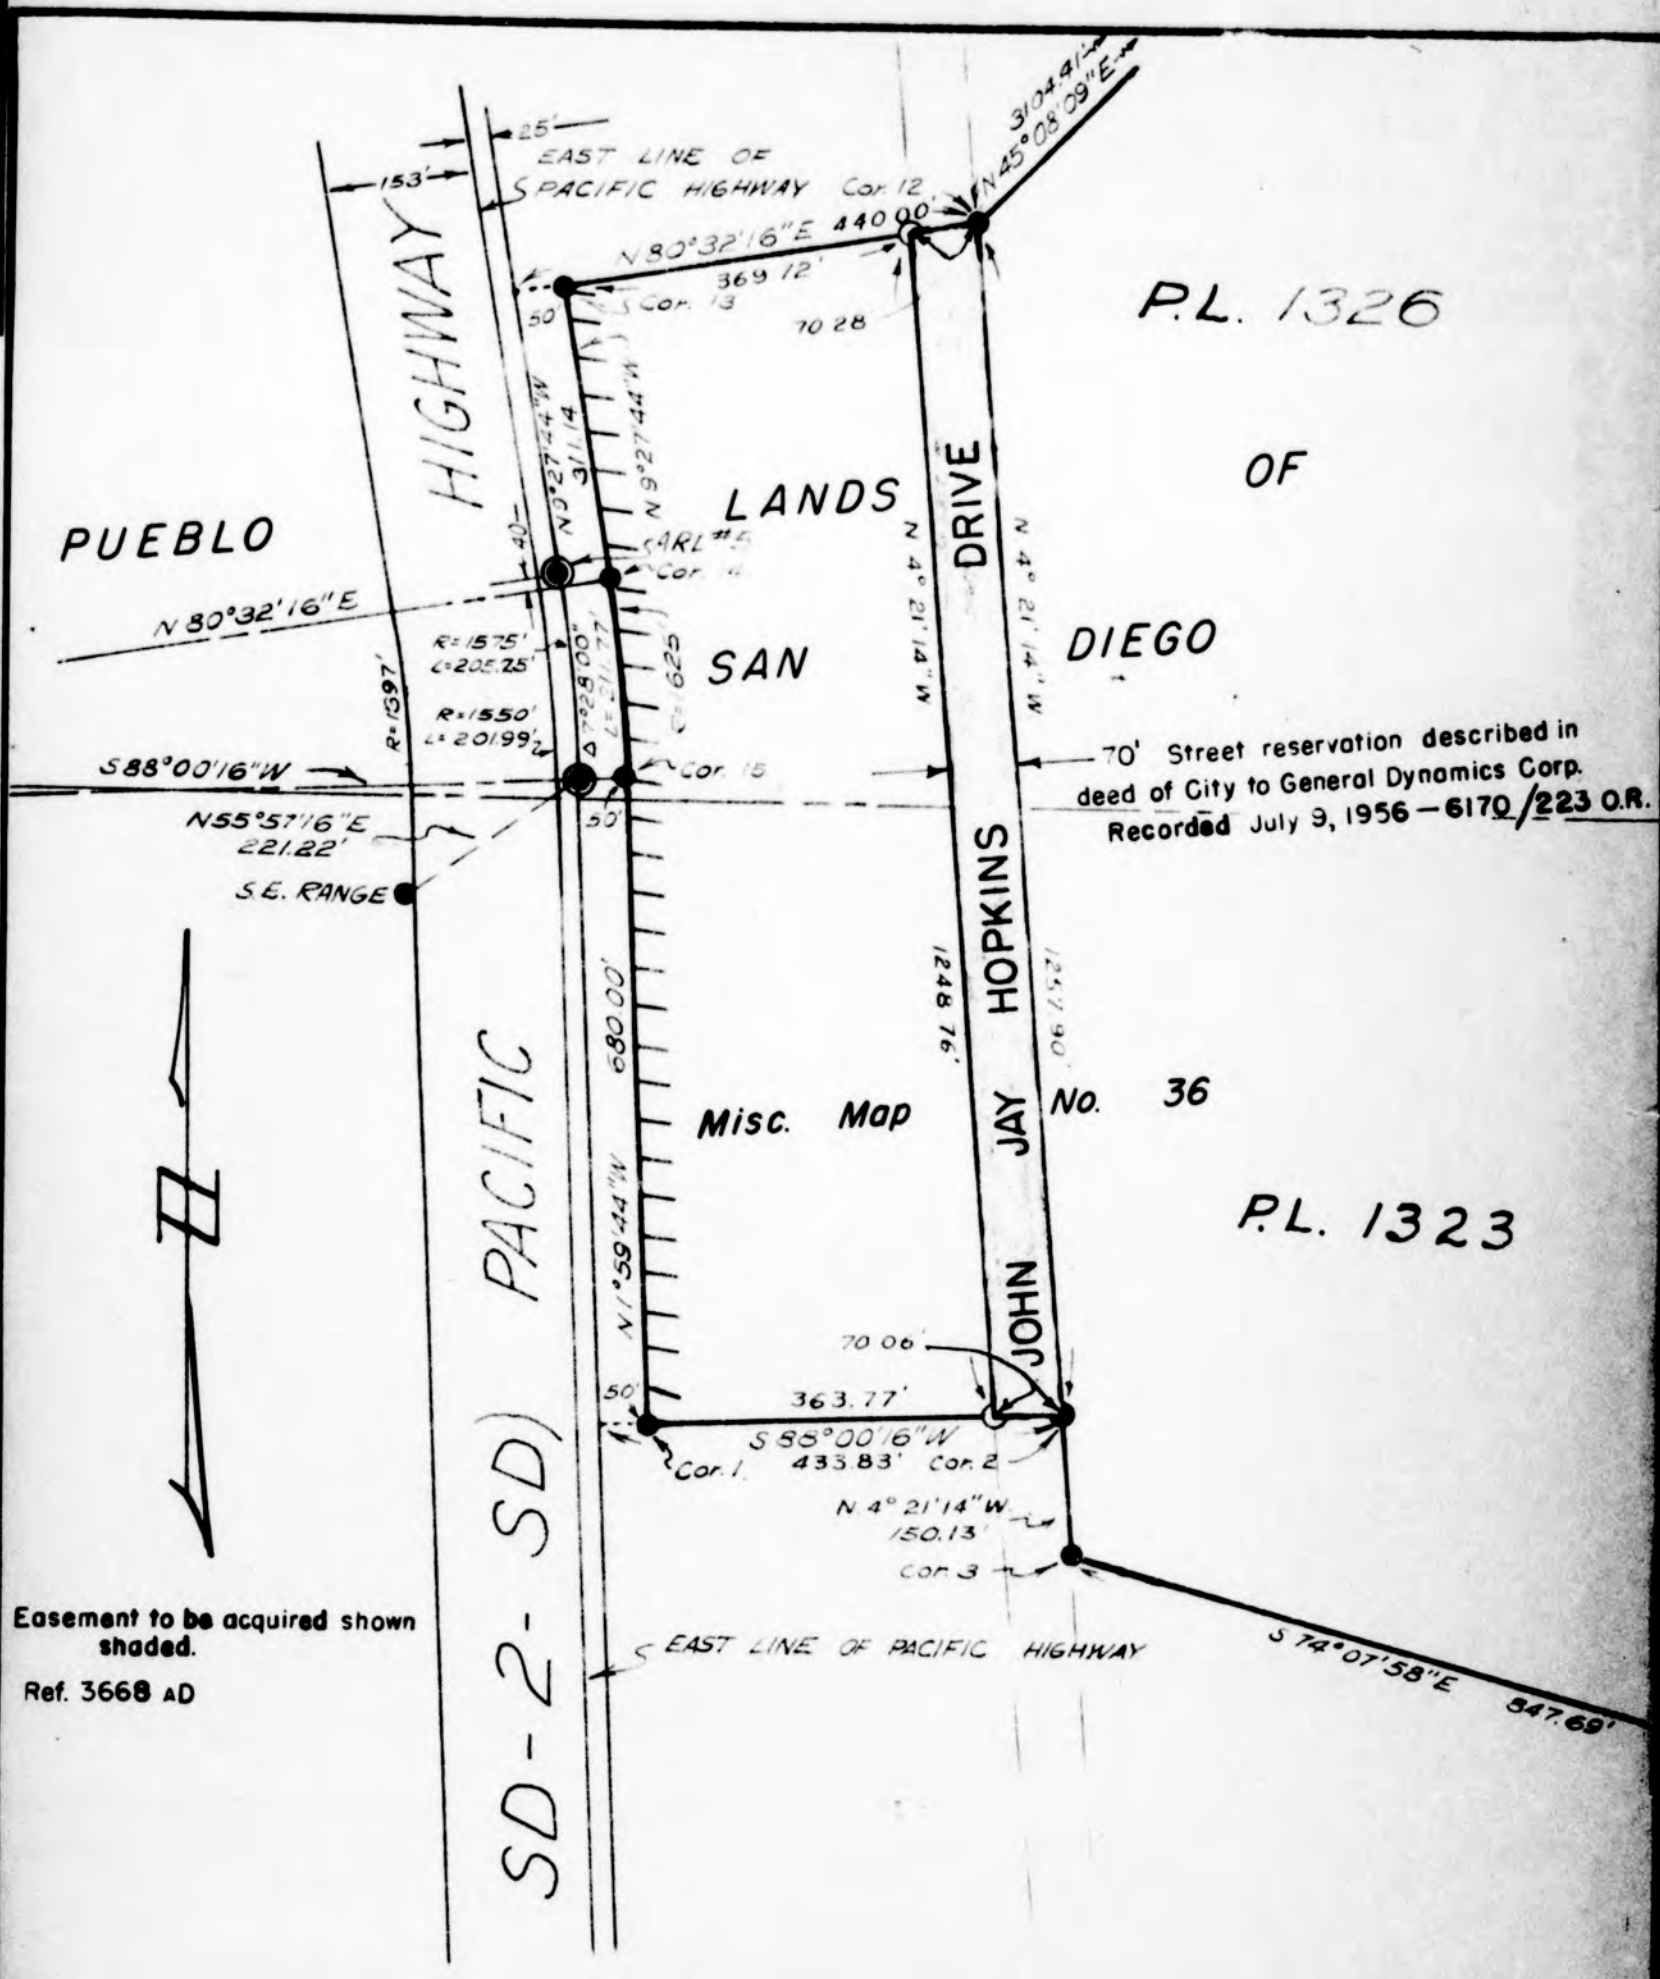 3104.41'
N45°08'09"E
25'
EAST LINE OF
PACIFIC HIGHWAY
153'
Cor. 12
N80°32'16"E 440.00'
369.12'
Cor. 13
50'
70.28
P.L. 1326
HIGHWAY
N9°27'44"W
311.14
N9°27'44"W
LANDS
OF
PUEBLO
DRIVE
40
ARL #5
Cor. 14
N 4° 21' 14" W
N 4° 21' 14" W
N80°32'16"E
R=1575'
L=205.25'
R=1397'
R=1550'
L=201.99'
Δ 7°28'00"
L=211.77'
R=1625
SAN
DIEGO
70' Street reservation described in
deed of City to General Dynamics Corp.
Recorded July 9, 1956 – 6170/223 O.R.
S88°00'16"W
Cor. 15
50'
N55°57'16"E
221.22'
S.E. RANGE
HOPKINS
1248.76'
1257.90'
680.00'
PACIFIC
Misc. Map
JAY
No. 36
N1°59'44"W
P.L. 1323
JOHN
70.06'
50'
363.77'
S88°00'16"W
433.83'
Cor. 1
Cor. 2
SD-2-SD)
N.4°21'14"W.
150.13'
Cor. 3
Easement to be acquired shown
shaded.
Ref. 3668 AD
EAST LINE OF PACIFIC HIGHWAY
S 74°07'58"E 847.69'